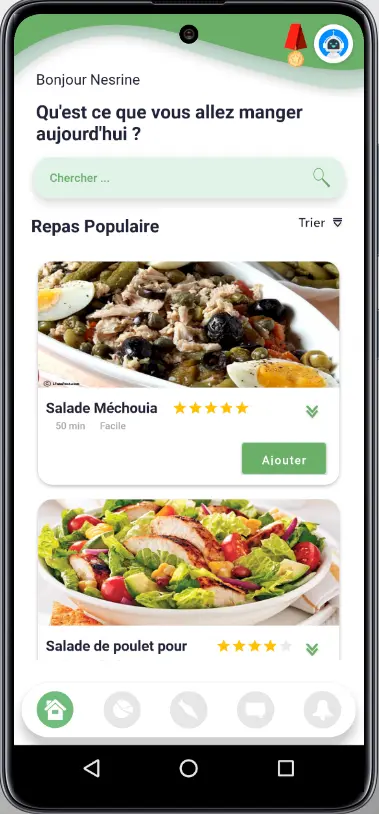 Bonjour Nesrine
Qu'est ce que vous allez manger
aujourd'hui ?
Chercher ...
Repas Populaire
Trier
Salade Méchouia
50 min Facile
Ajouter
Salade de poulet pour